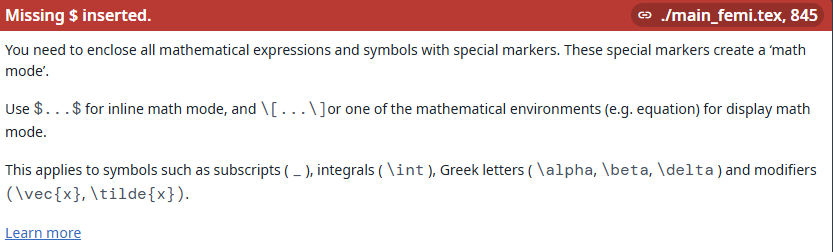 Missing $ inserted.
./main_femi.tex, 845
You need to enclose all mathematical expressions and symbols with special markers. These special markers create a ‘math
mode’.
Use $...$ for inline math mode, and \[...\]or one of the mathematical environments (e.g. equation) for display math
mode.
This applies to symbols such as subscripts ( _ ), integrals ( \int ), Greek letters ( \alpha, \beta, \delta ) and modifiers
(\vec{x}, \tilde{x}).
Learn more